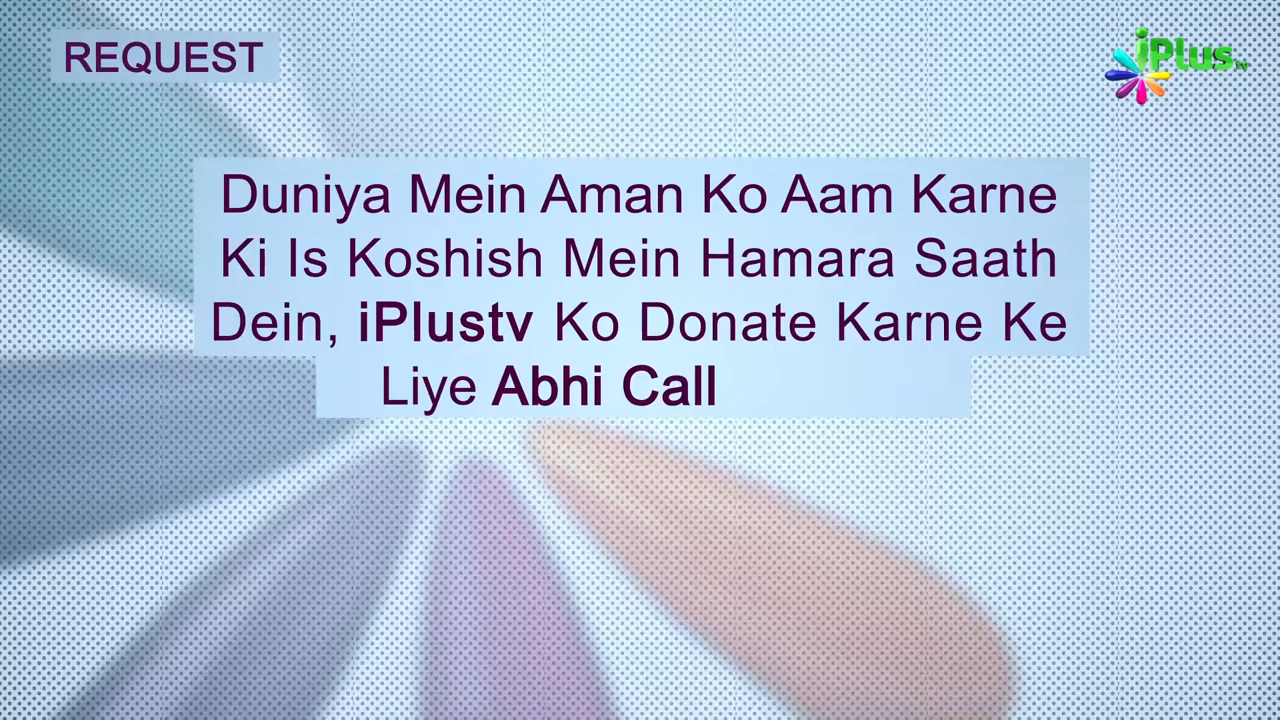 REQUEST
iPlus tv
Duniya Mein Aman Ko Aam Karne
Ki Is Koshish Mein Hamara Saath
Dein, iPlustv Ko Donate Karne Ke
Liye Abhi Call